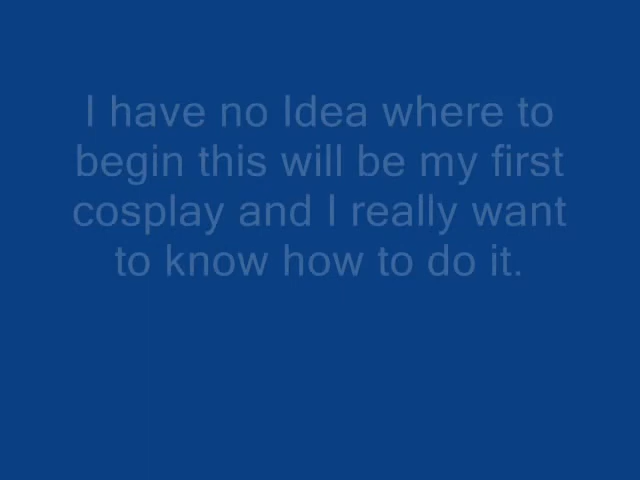 I have no Idea where to
begin this will be my first
cosplay and I really want
to know how to do it.